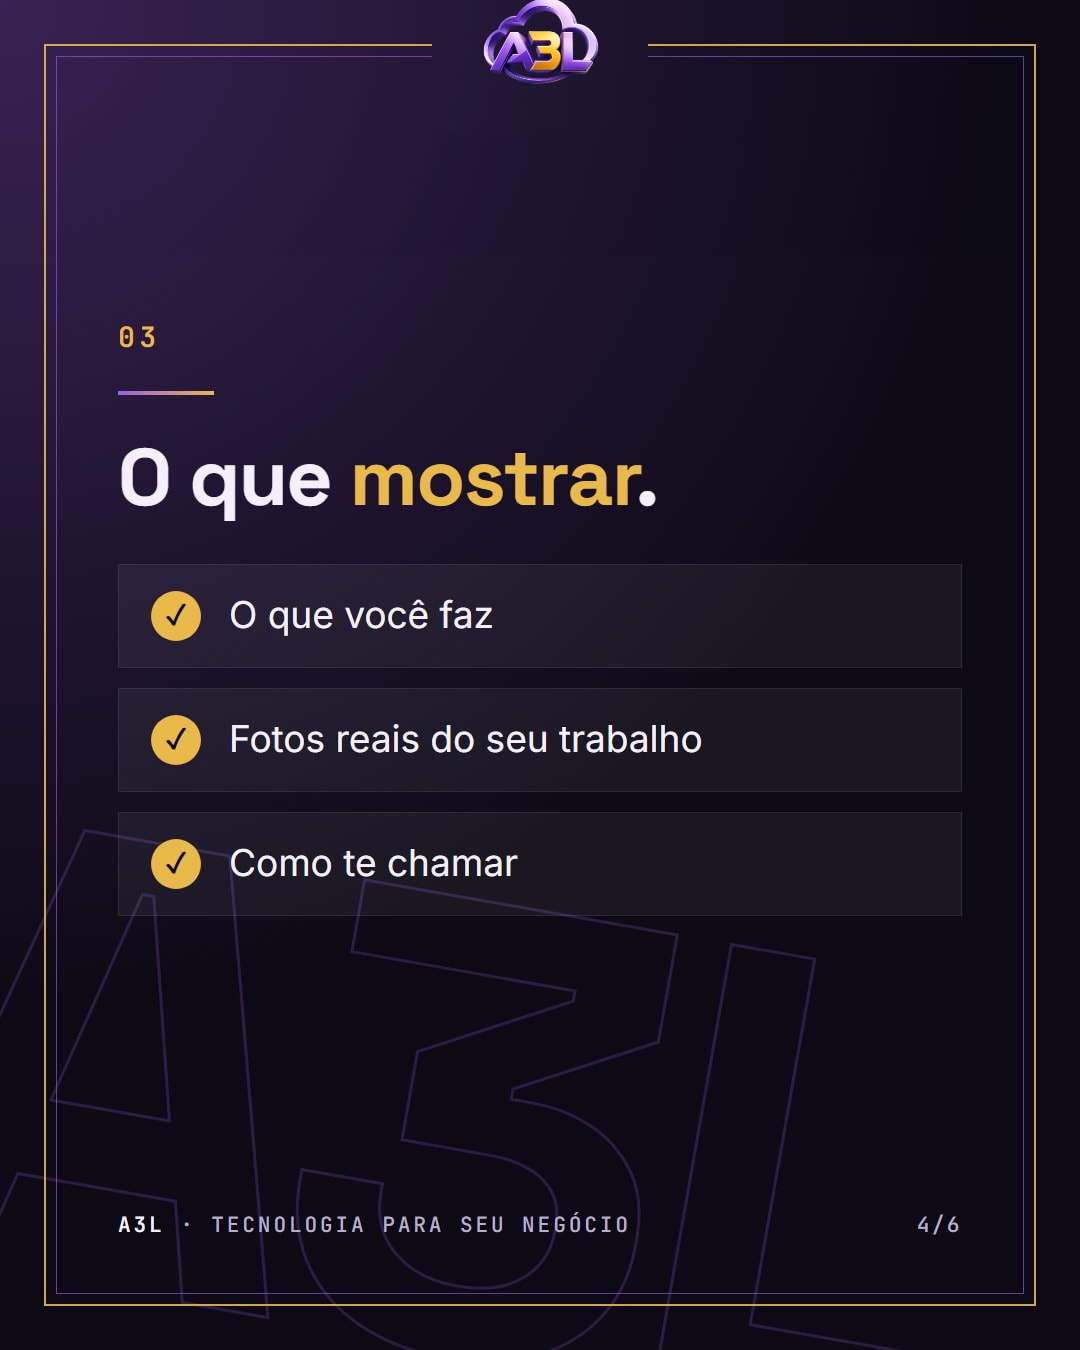 A3L
03
O que mostrar.
✓ O que você faz
✓ Fotos reais do seu trabalho
✓ Como te chamar
A3L
A3L · TECNOLOGIA PARA SEU NEGÓCIO 4/6